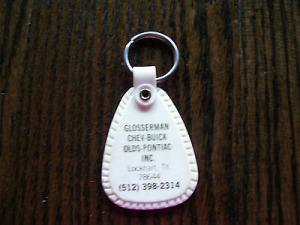 GLOSSERMAN
CHEV-BUICK
OLDS-PONTIAC
INC.
Lockhart, TX
78644
(512) 398-2314